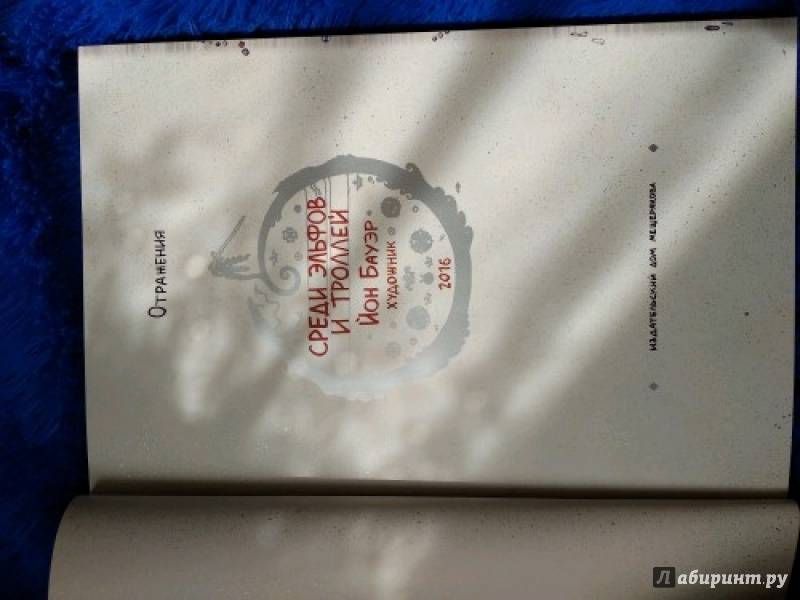 Отражения
СРЕДИ ЭЛЬФОВ
И ТРОЛЛЕЙ
Йон Бауэр
художник
2016
ИЗДАТЕЛЬСКИЙ ДОМ МЕЩЕРЯКОВА
Лабиринт.ру